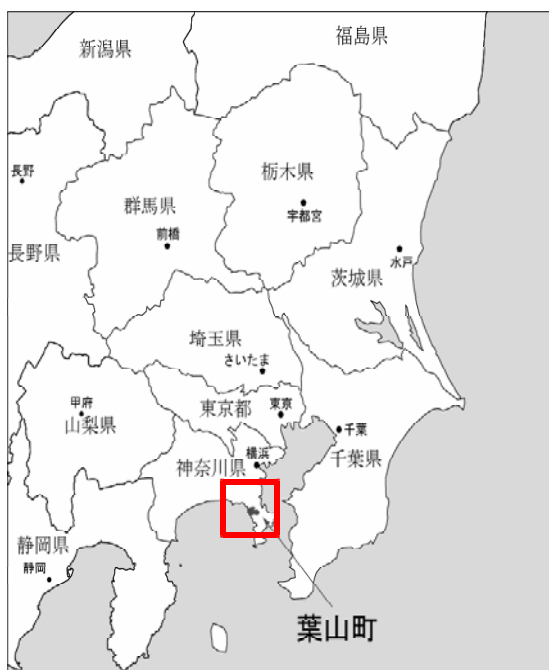 福島県
新潟県
栃木県
長野
群馬県
宇都宮
前橋
水戸
長野県
茨城県
埼玉県
さいたま
甲府
東京都
東京
山梨県
千葉
横浜
千葉県
神奈川県
静岡県
静岡
葉山町